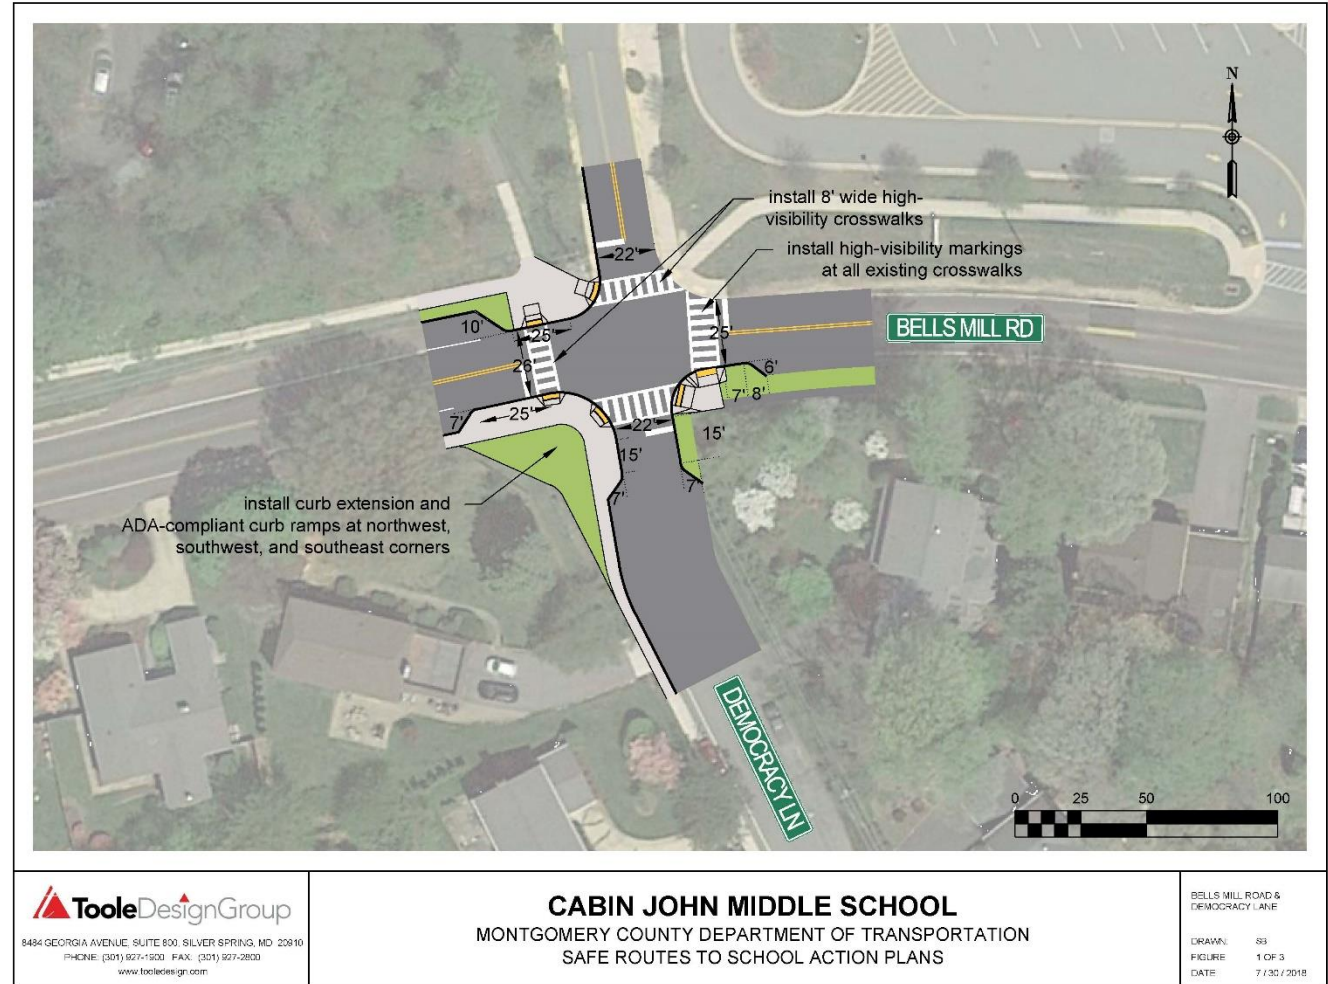 N
install 8' wide high-
visibility crosswalks
install high-visibility markings
at all existing crosswalks
22'
10'
25'
25'
26'
BELLS MILL RD
6'
7'
8'
25'
7'
22'
15'
15'
7'
7'
install curb extension and
ADA-compliant curb ramps at northwest,
southwest, and southeast corners
DEMOCRACY LN
0 25 50 100
TooleDesignGroup
8484 GEORGIA AVENUE, SUITE 800, SILVER SPRING, MD 20910
PHONE: (301) 927-1900 FAX: (301) 927-2800
www.tooledesign.com
CABIN JOHN MIDDLE SCHOOL
MONTGOMERY COUNTY DEPARTMENT OF TRANSPORTATION
SAFE ROUTES TO SCHOOL ACTION PLANS
BELLS MILL ROAD &
DEMOCRACY LANE
DRAWN: SB
FIGURE 1 OF 3
DATE 7 / 30 / 2018